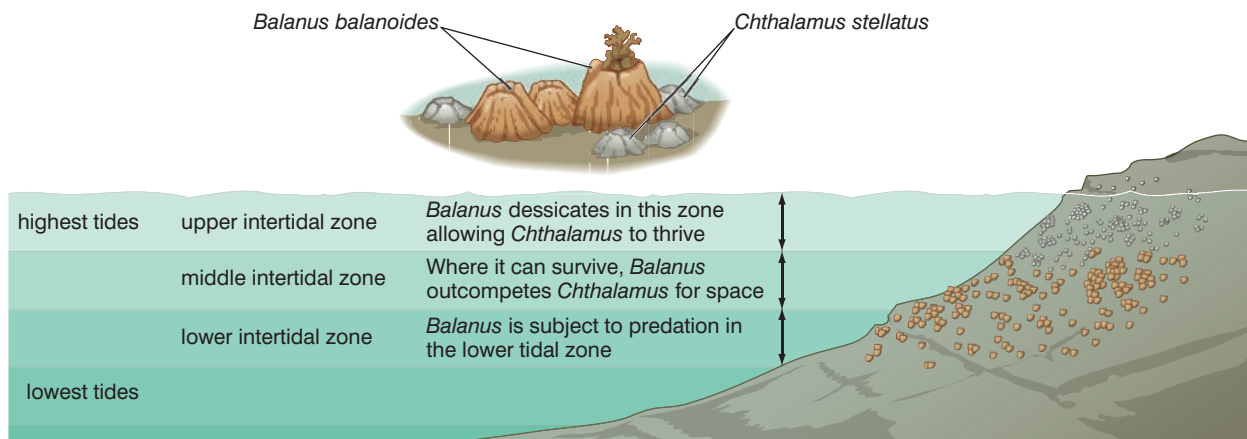 Balanus balanoides
Chthalamus stellatus
highest tides
upper intertidal zone
Balanus dessicates in this zone
allowing Chthalamus to thrive
middle intertidal zone
Where it can survive, Balanus
outcompetes Chthalamus for space
lower intertidal zone
Balanus is subject to predation in
the lower tidal zone
lowest tides